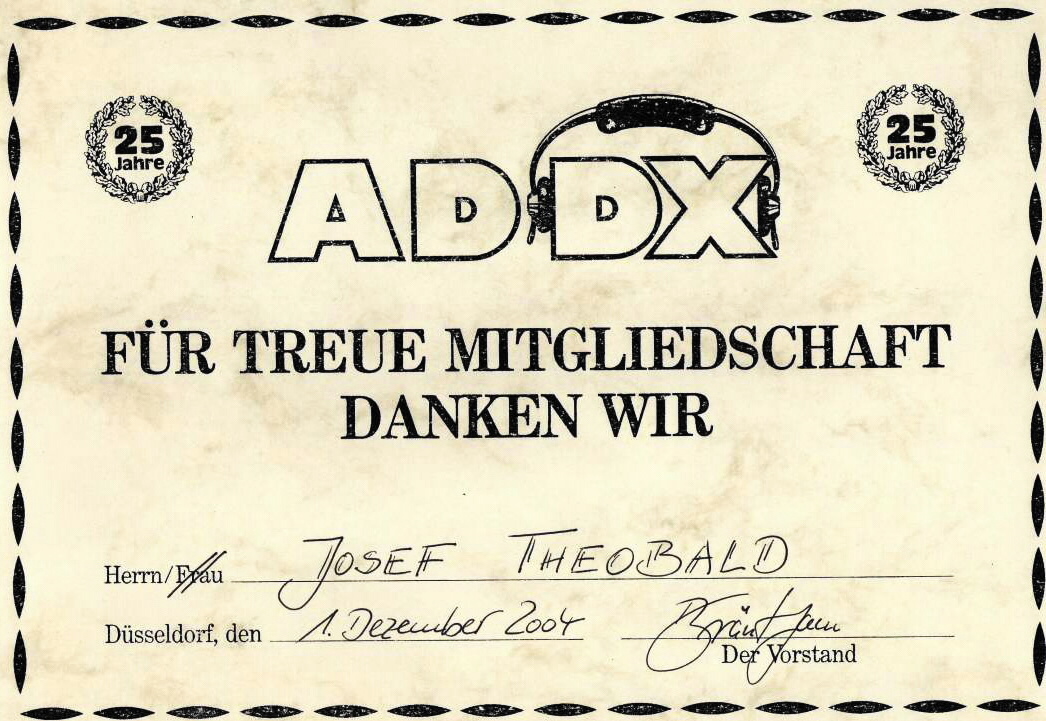 25 Jahre
25 Jahre
ADDX
FÜR TREUE MITGLIEDSCHAFT
DANKEN WIR
Herrn/Frau JOSEF THEOBALD
Düsseldorf, den 1. Dezember 2004
Der Vorstand